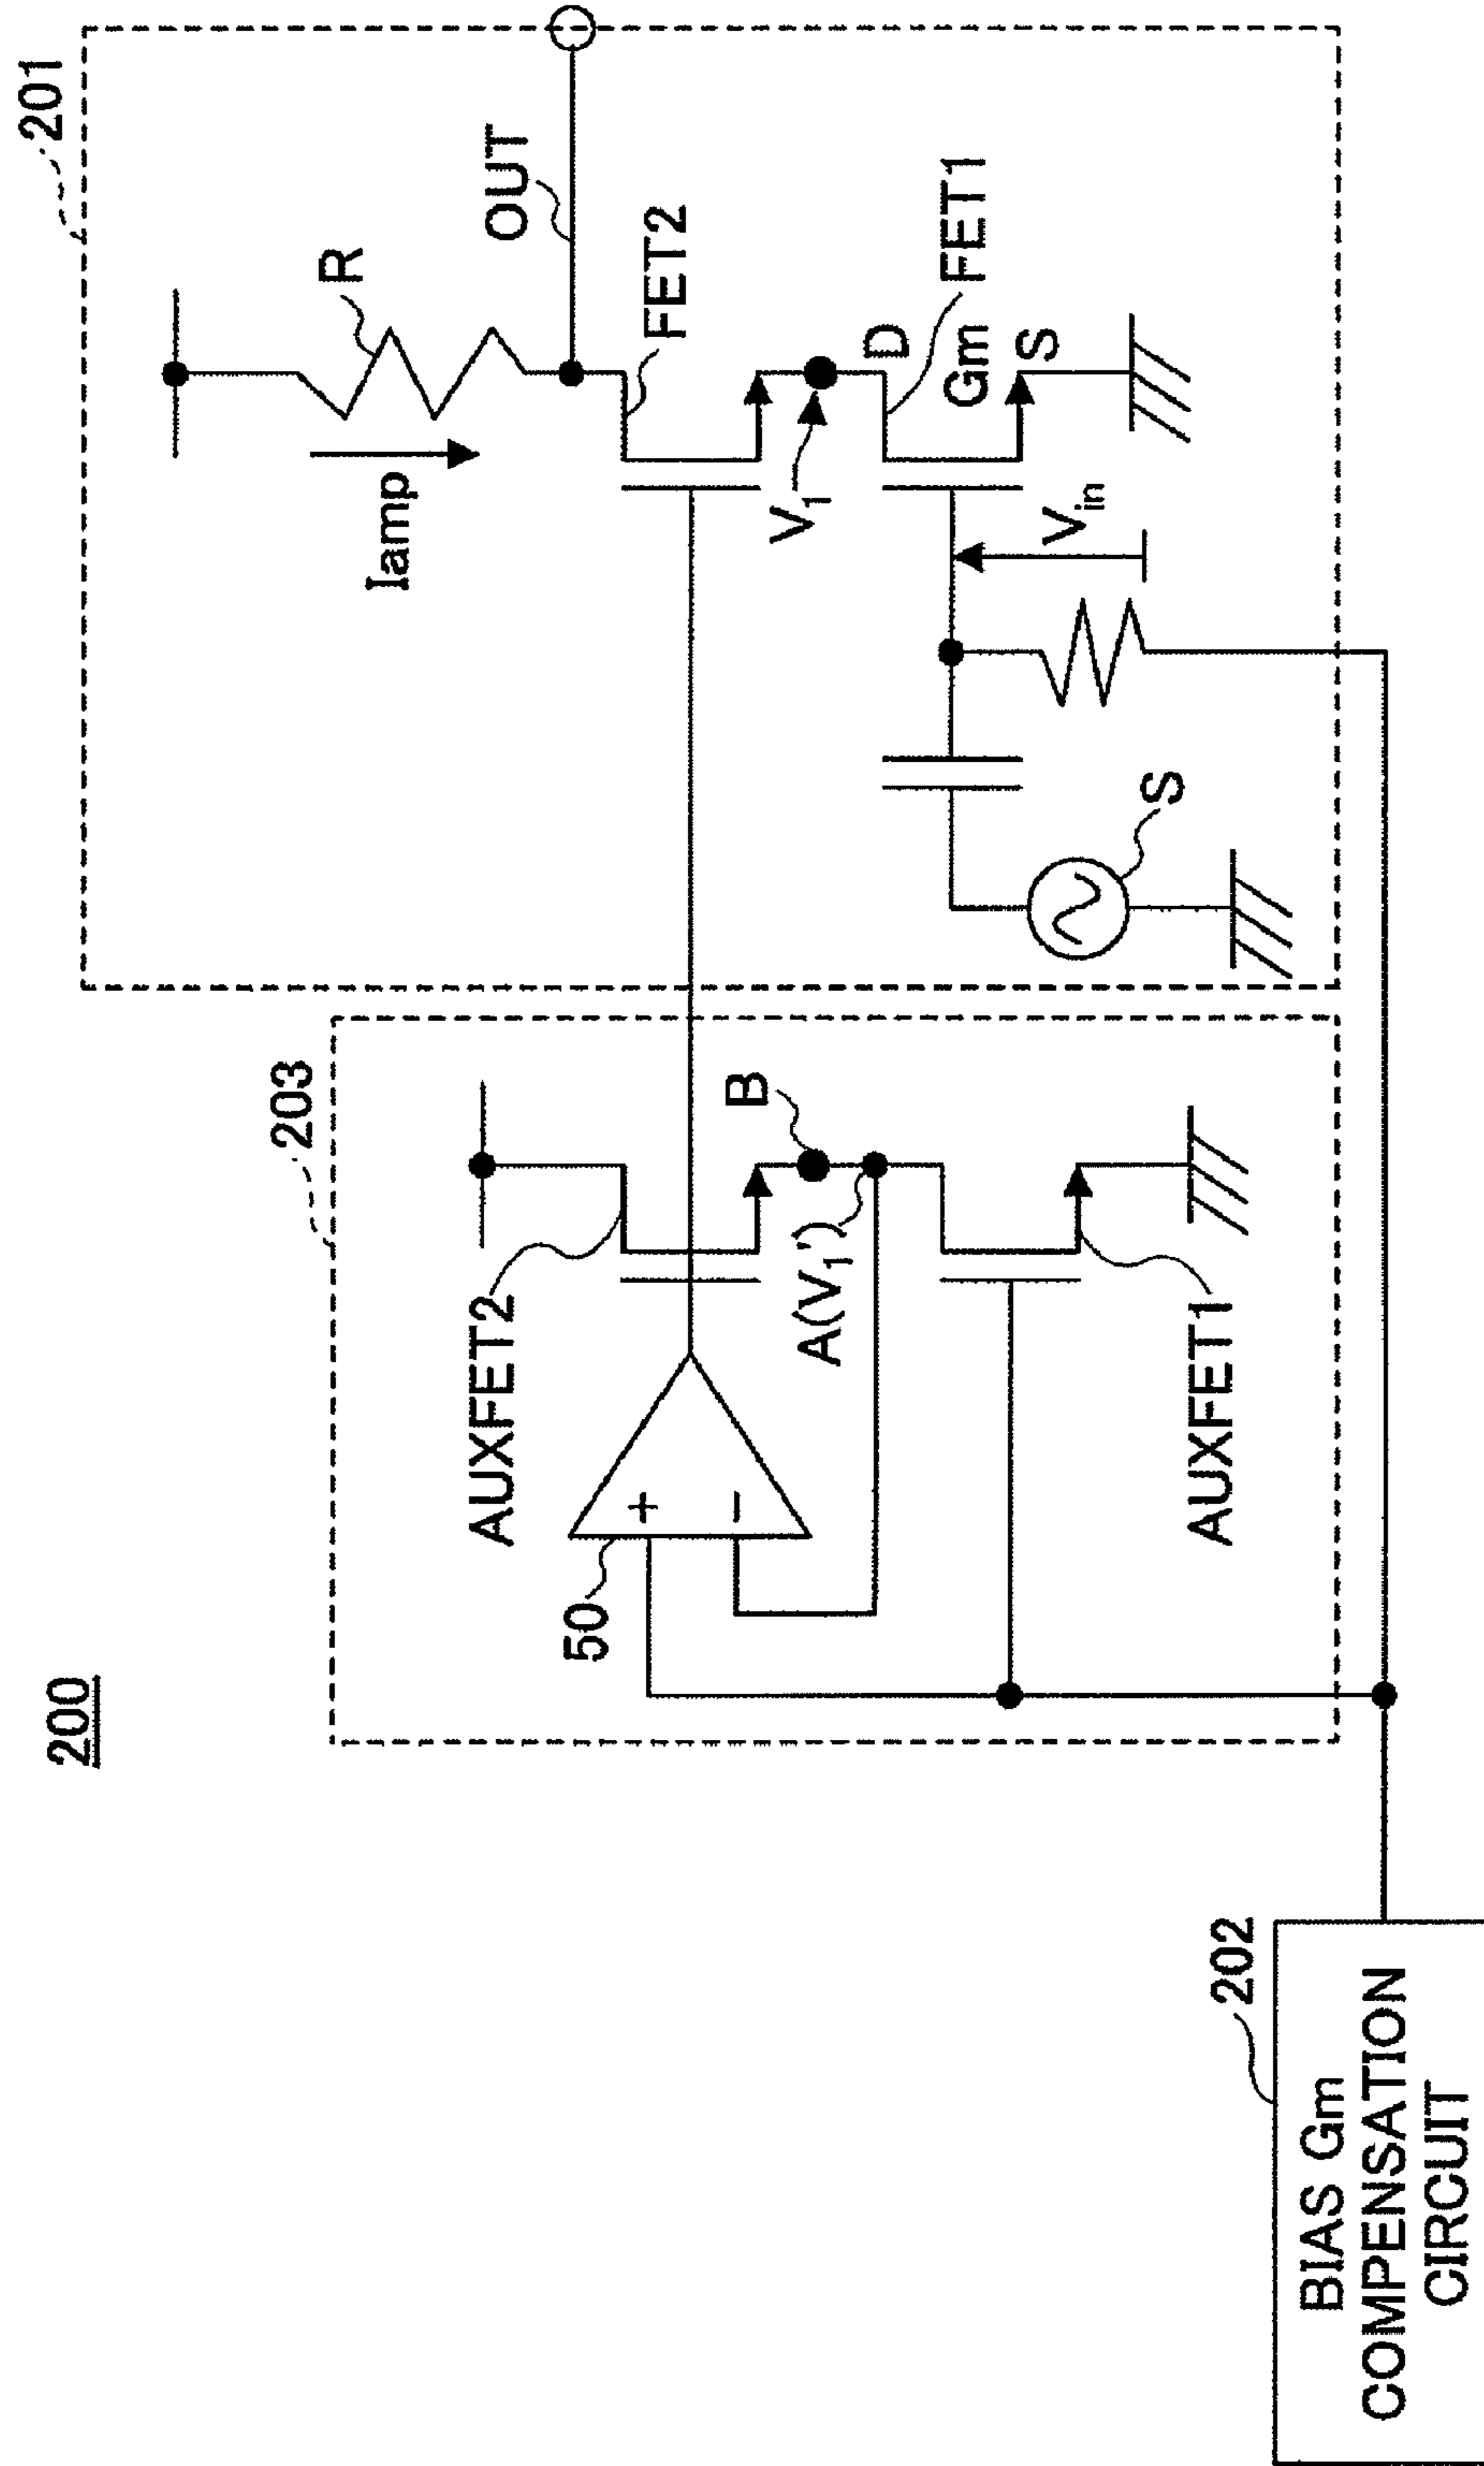 200
201
203
R
Iamp
OUT
FET2
V1
D
Gm
S
FET1
Vin
S
AUXFET2
50
+
−
B
A(V1')
AUXFET1
202
BIAS Gm
COMPENSATION
CIRCUIT